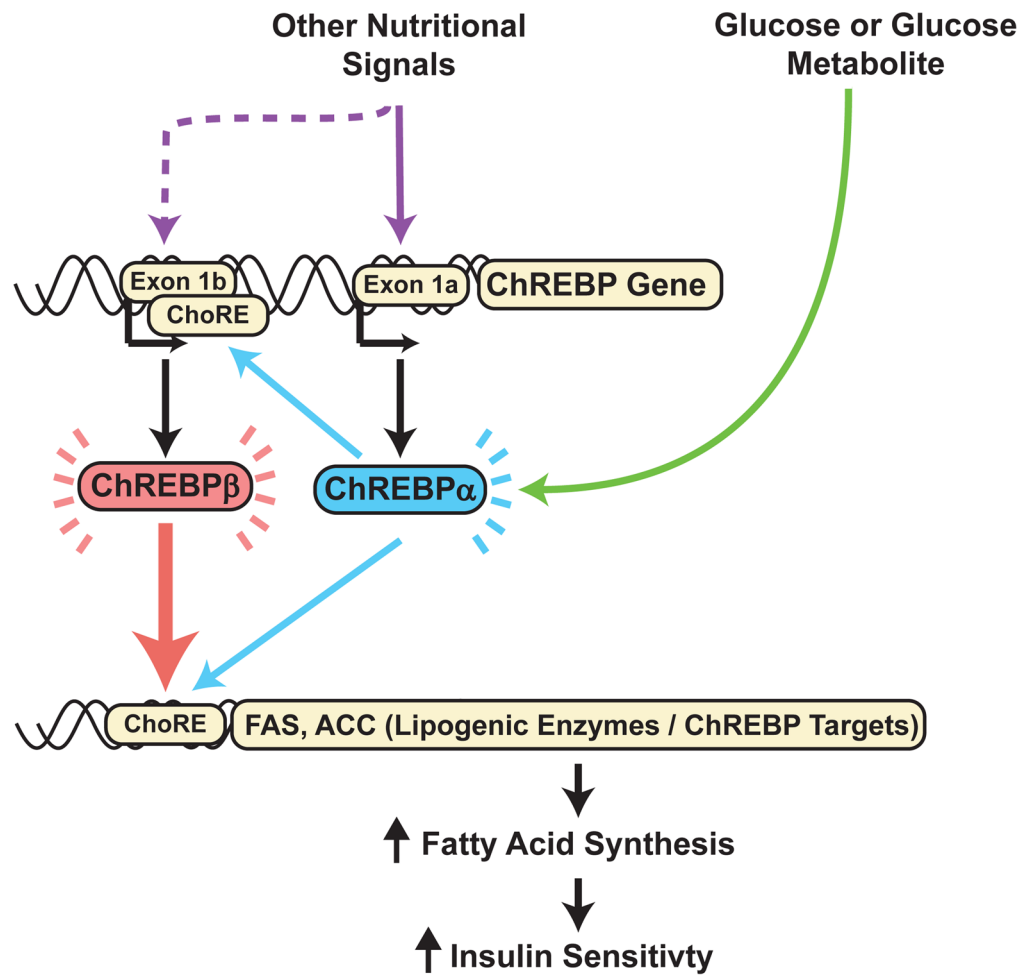 Other Nutritional
Signals
Glucose or Glucose
Metabolite
Exon 1b
ChoRE
Exon 1a
ChREBP Gene
ChREBPβ
ChREBPα
ChoRE
FAS, ACC (Lipogenic Enzymes / ChREBP Targets)
Fatty Acid Synthesis
Insulin Sensitivty